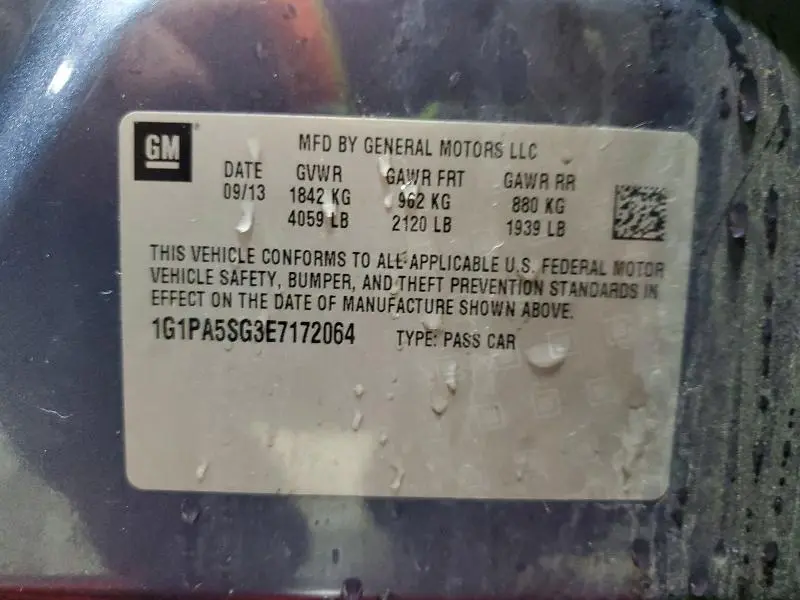 GM
MFD BY GENERAL MOTORS LLC
DATE GVWR GAWR FRT GAWR RR
09/13 1842 KG 962 KG 880 KG
4059 LB 2120 LB 1939 LB
THIS VEHICLE CONFORMS TO ALL APPLICABLE U.S. FEDERAL MOTOR
VEHICLE SAFETY, BUMPER, AND THEFT PREVENTION STANDARDS IN
EFFECT ON THE DATE OF MANUFACTURE SHOWN ABOVE.
1G1PA5SG3E7172064 TYPE: PASS CAR